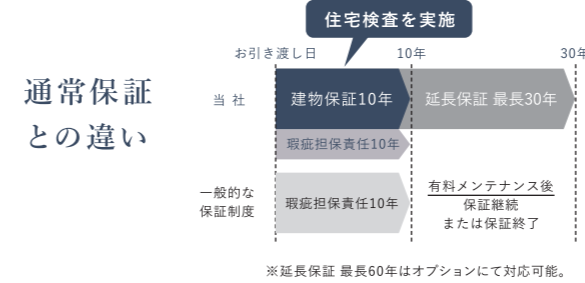 住宅検査を実施
お引き渡し日
10年
30年
通常保証
との違い
当 社
建物保証10年
延長保証 最長30年
瑕疵担保責任10年
一般的な
保証制度
瑕疵担保責任10年
有料メンテナンス後
保証継続
または保証終了
※延長保証 最長60年はオプションにて対応可能。